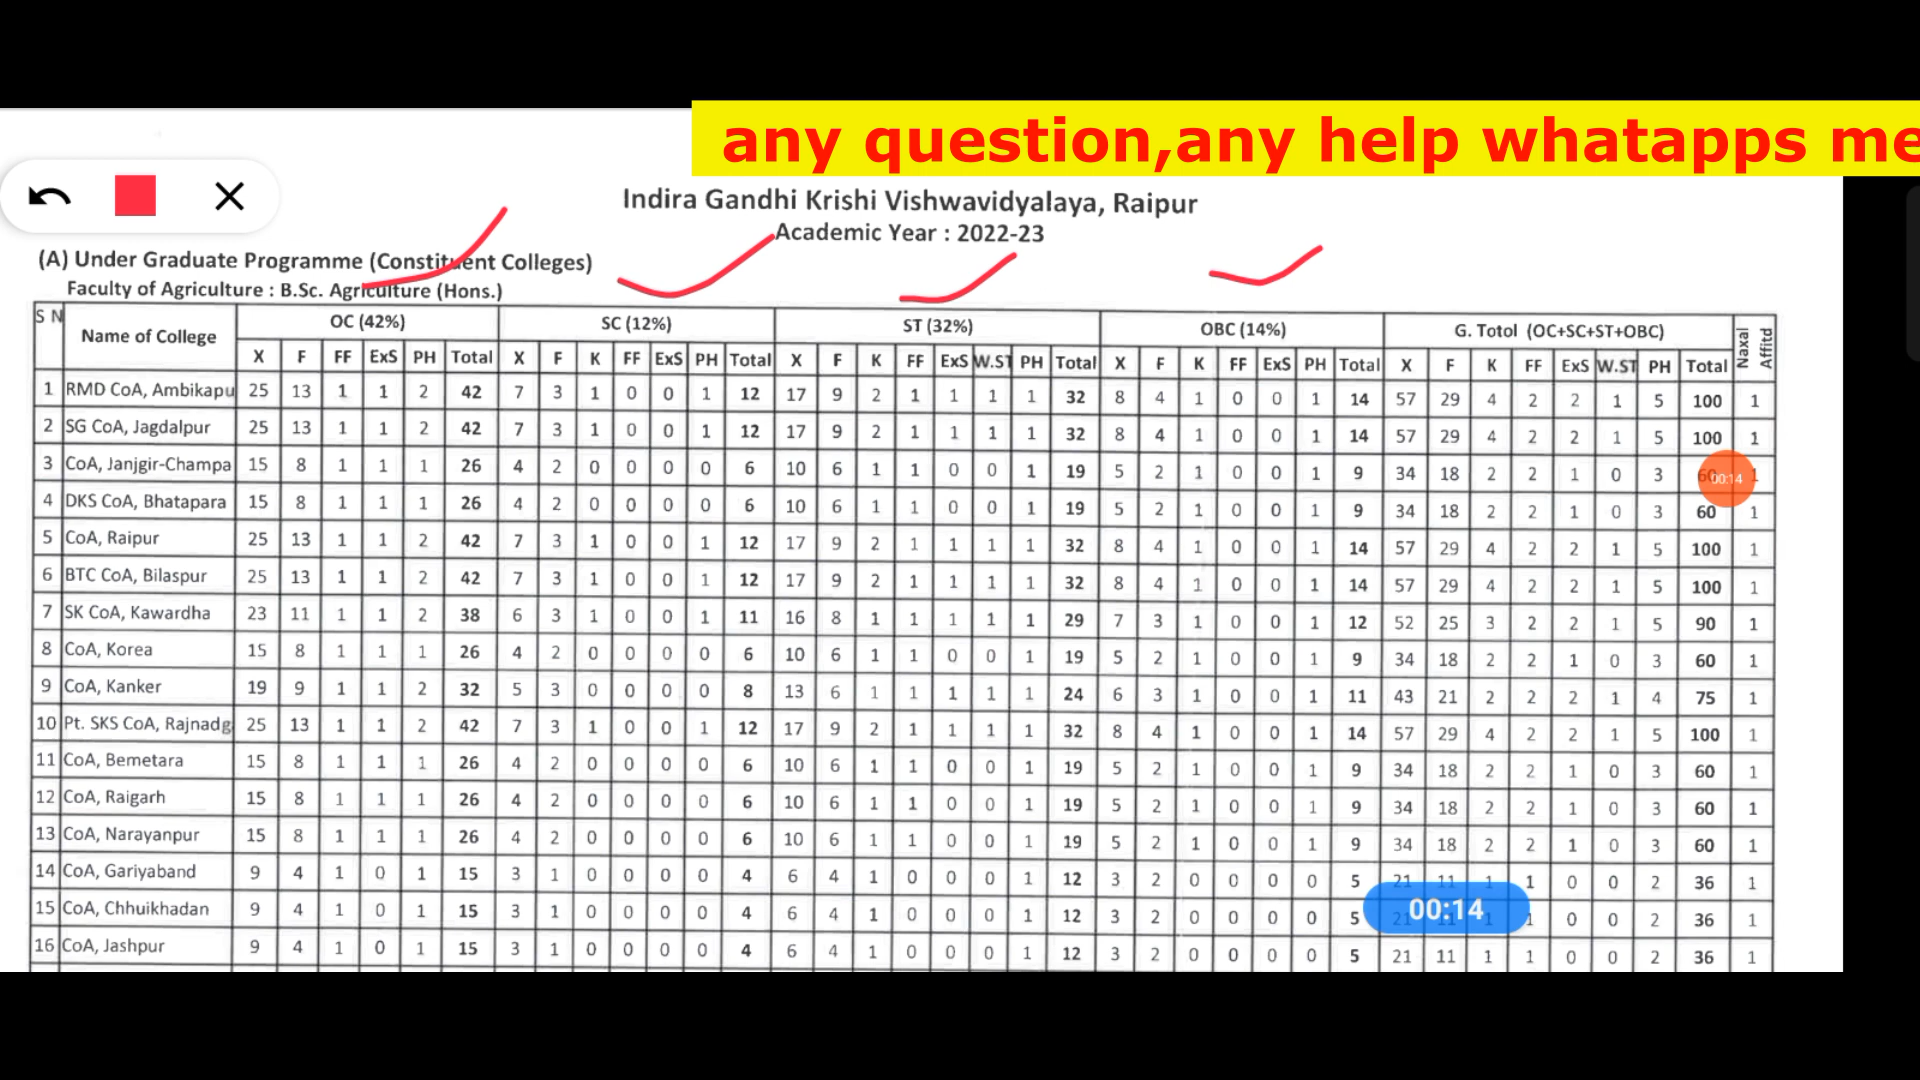 any question,any help whatapps me
Indira Gandhi Krishi Vishwavidyalaya, Raipur
Academic Year : 2022-23
(A) Under Graduate Programme (Constituent Colleges)
Faculty of Agriculture : B.Sc. Agriculture (Hons.)
S N Name of College OC (42%) SC (12%) ST (32%) OBC (14%) G. Totol (OC+SC+ST+OBC) Naxal Affitd
X F FF ExS PH Total X F K FF ExS PH Total X F K FF ExS W.ST PH Total X F K FF ExS PH Total X F K FF ExS W.ST PH Total
1 RMD CoA, Ambikapu 25 13 1 1 2 42 7 3 1 0 0 1 12 17 9 2 1 1 1 1 32 8 4 1 0 0 1 14 57 29 4 2 2 1 5 100 1
2 SG CoA, Jagdalpur 25 13 1 1 2 42 7 3 1 0 0 1 12 17 9 2 1 1 1 1 32 8 4 1 0 0 1 14 57 29 4 2 2 1 5 100 1
3 CoA, Janjgir-Champa 15 8 1 1 1 26 4 2 0 0 0 0 6 10 6 1 1 0 0 1 19 5 2 1 0 0 1 9 34 18 2 2 1 0 3 60 00:14 1
4 DKS CoA, Bhatapara 15 8 1 1 1 26 4 2 0 0 0 0 6 10 6 1 1 0 0 1 19 5 2 1 0 0 1 9 34 18 2 2 1 0 3 60 1
5 CoA, Raipur 25 13 1 1 2 42 7 3 1 0 0 1 12 17 9 2 1 1 1 1 32 8 4 1 0 0 1 14 57 29 4 2 2 1 5 100 1
6 BTC CoA, Bilaspur 25 13 1 1 2 42 7 3 1 0 0 1 12 17 9 2 1 1 1 1 32 8 4 1 0 0 1 14 57 29 4 2 2 1 5 100 1
7 SK CoA, Kawardha 23 11 1 1 2 38 6 3 1 0 0 1 11 16 8 1 1 1 1 1 29 7 3 1 0 0 1 12 52 25 3 2 2 1 5 90 1
8 CoA, Korea 15 8 1 1 1 26 4 2 0 0 0 0 6 10 6 1 1 0 0 1 19 5 2 1 0 0 1 9 34 18 2 2 1 0 3 60 1
9 CoA, Kanker 19 9 1 1 2 32 5 3 0 0 0 0 8 13 6 1 1 1 1 1 24 6 3 1 0 0 1 11 43 21 2 2 2 1 4 75 1
10 Pt. SKS CoA, Rajnadg 25 13 1 1 2 42 7 3 1 0 0 1 12 17 9 2 1 1 1 1 32 8 4 1 0 0 1 14 57 29 4 2 2 1 5 100 1
11 CoA, Bemetara 15 8 1 1 1 26 4 2 0 0 0 0 6 10 6 1 1 0 0 1 19 5 2 1 0 0 1 9 34 18 2 2 1 0 3 60 1
12 CoA, Raigarh 15 8 1 1 1 26 4 2 0 0 0 0 6 10 6 1 1 0 0 1 19 5 2 1 0 0 1 9 34 18 2 2 1 0 3 60 1
13 CoA, Narayanpur 15 8 1 1 1 26 4 2 0 0 0 0 6 10 6 1 1 0 0 1 19 5 2 1 0 0 1 9 34 18 2 2 1 0 3 60 1
14 CoA, Gariyaband 9 4 1 0 1 15 3 1 0 0 0 0 4 6 4 1 0 0 0 1 12 3 2 0 0 0 0 5 21 11 1 1 0 0 2 36 1
15 CoA, Chhuikhadan 9 4 1 0 1 15 3 1 0 0 0 0 4 6 4 1 0 0 0 1 12 3 2 0 0 0 0 5 00:14 1 0 0 2 36 1
16 CoA, Jashpur 9 4 1 0 1 15 3 1 0 0 0 0 4 6 4 1 0 0 0 1 12 3 2 0 0 0 0 5 21 11 1 1 0 0 2 36 1